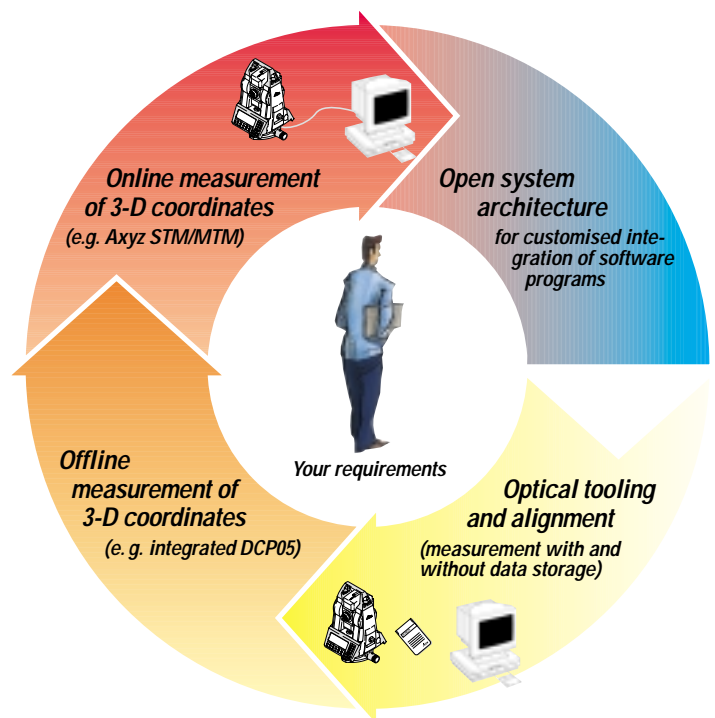 Online measurement
of 3-D coordinates
(e.g. Axyz STM/MTM)
Open system
architecture
for customised inte-
gration of software
programs
Your requirements
Offline
measurement of
3-D coordinates
(e. g. integrated DCP05)
Optical tooling
and alignment
(measurement with and
without data storage)